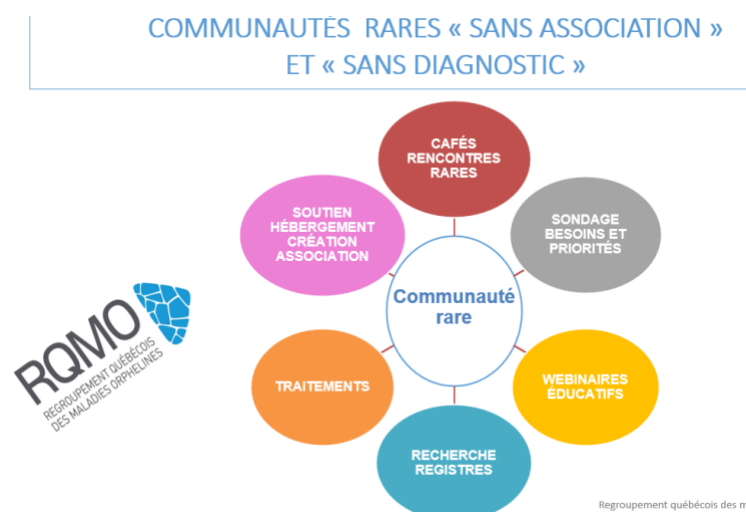 COMMUNAUTÉS RARES « SANS ASSOCIATION »
ET « SANS DIAGNOSTIC »
CAFÉS
RENCONTRES
RARES
SOUTIEN
HÉBERGEMENT
CRÉATION
ASSOCIATION
SONDAGE
BESOINS ET
PRIORITÉS
Communauté
rare
RQMO
REGROUPEMENT QUÉBÉCOIS
DES MALADIES ORPHELINES
TRAITEMENTS
WEBINAIRES
ÉDUCATIFS
RECHERCHE
REGISTRES
Regroupement québécois des m